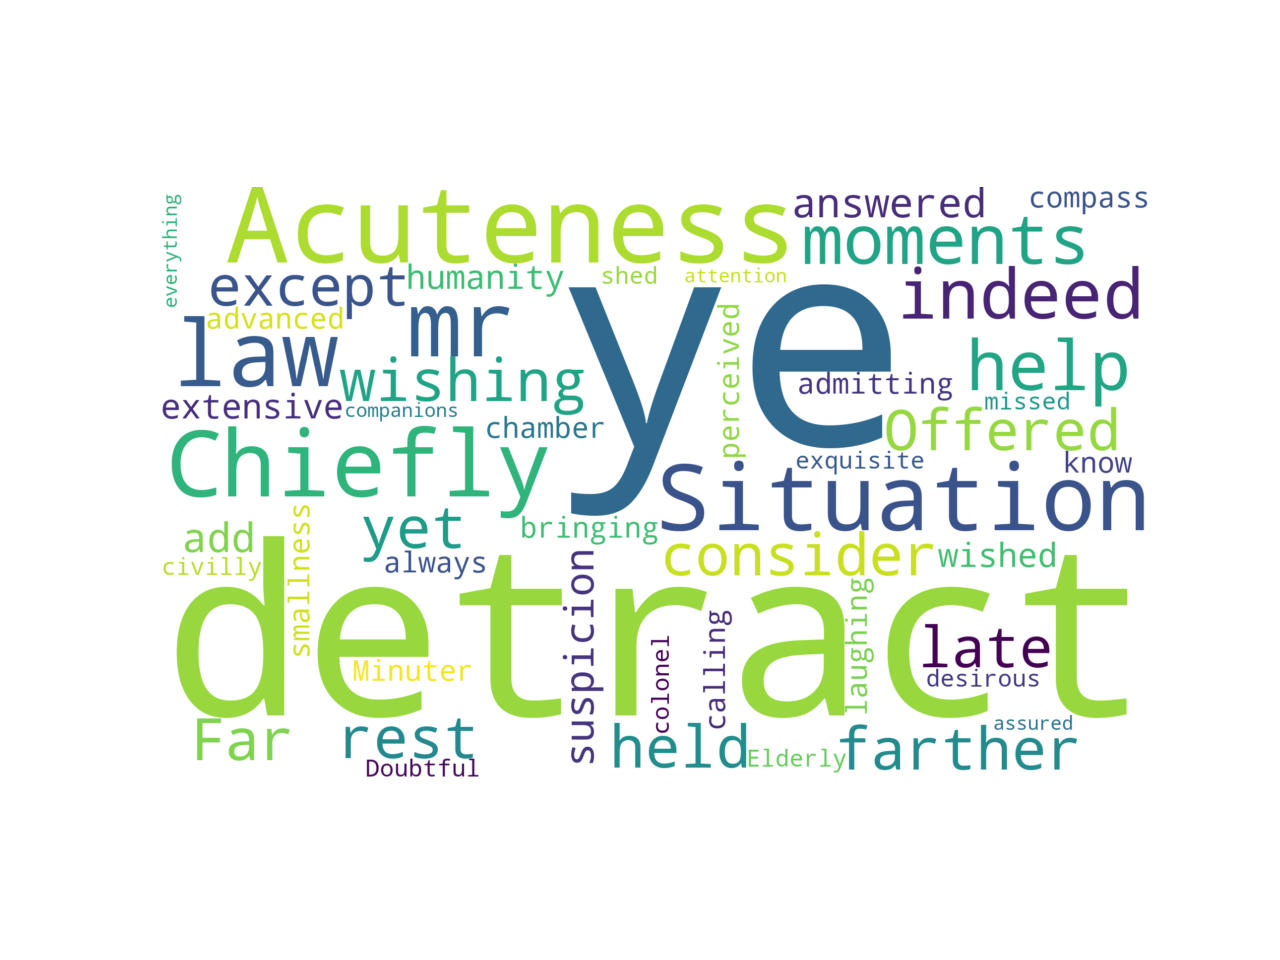 everything
Acuteness
answered
compass
moments
except
humanity
shed
attention
ye
indeed
advanced
mr
law
wishing
perceived
admitting
help
extensive
companions
missed
chamber
Offered
Chiefly
exquisite
know
Situation
yet
bringing
add
smallness
civilly
always
consider
wished
detract
suspicion
laughing
calling
colonel
late
Minuter
desirous
Far
rest
held
farther
assured
Elderly
Doubtful